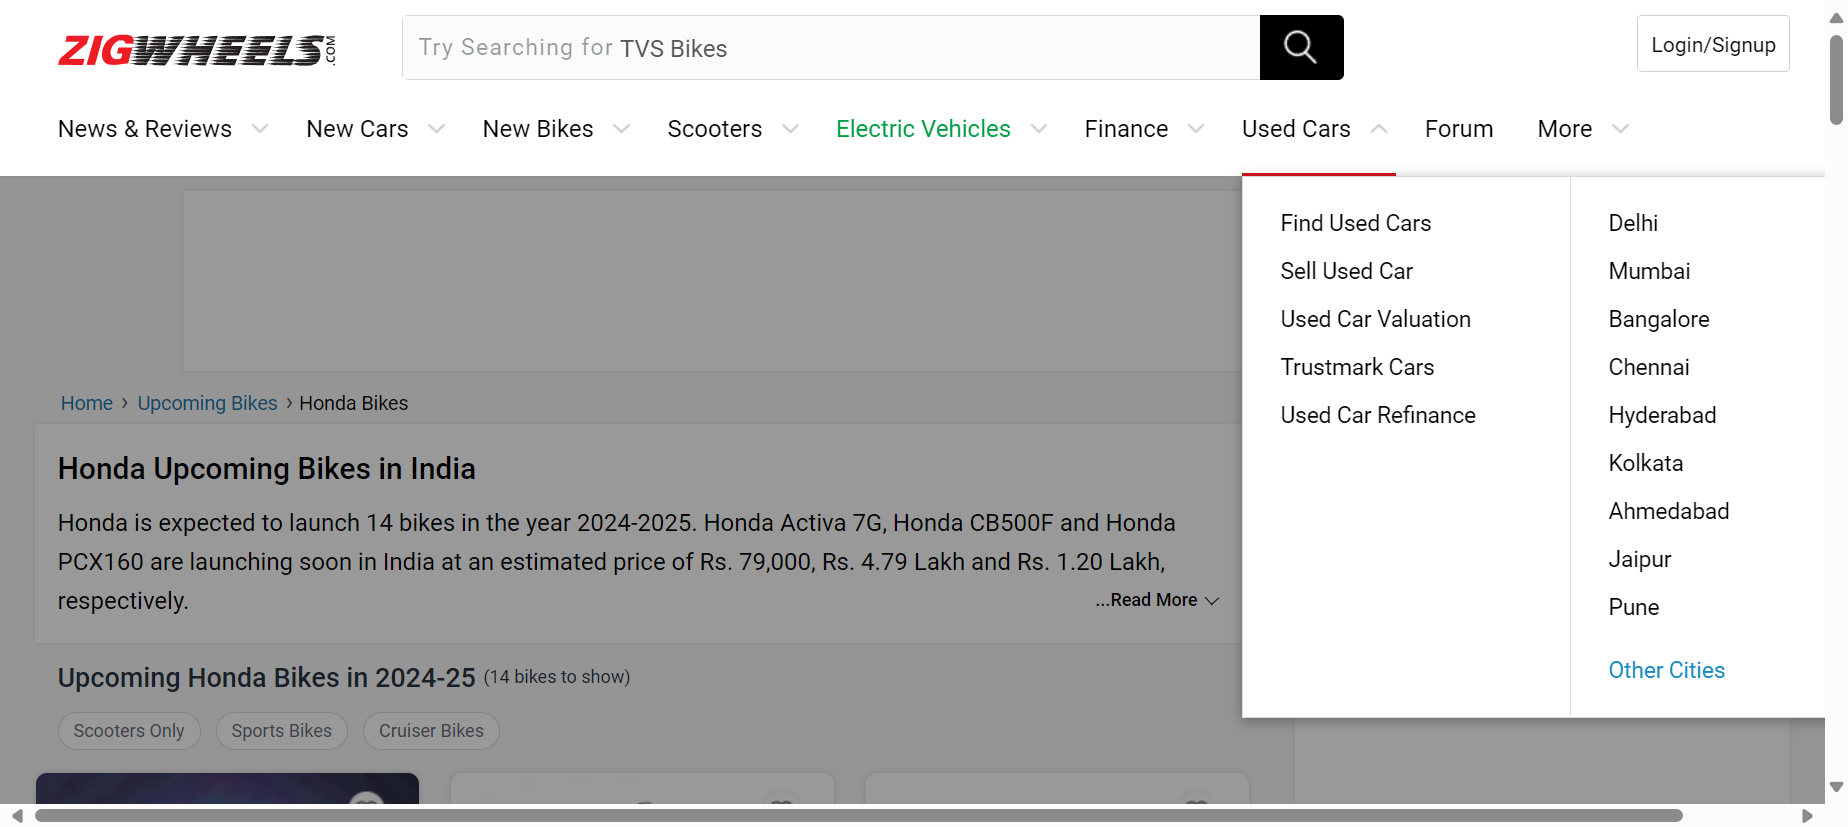 ZIGWHEELS.COM
Try Searching for TVS Bikes
Login/Signup
News & Reviews
New Cars
New Bikes
Scooters
Electric Vehicles
Finance
Used Cars
Forum
More
Find Used Cars
Sell Used Car
Used Car Valuation
Trustmark Cars
Used Car Refinance
Delhi
Mumbai
Bangalore
Chennai
Hyderabad
Kolkata
Ahmedabad
Jaipur
Pune
Other Cities
Home › Upcoming Bikes › Honda Bikes
Honda Upcoming Bikes in India
Honda is expected to launch 14 bikes in the year 2024-2025. Honda Activa 7G, Honda CB500F and Honda
PCX160 are launching soon in India at an estimated price of Rs. 79,000, Rs. 4.79 Lakh and Rs. 1.20 Lakh,
respectively.
...Read More
Upcoming Honda Bikes in 2024-25 (14 bikes to show)
Scooters Only
Sports Bikes
Cruiser Bikes